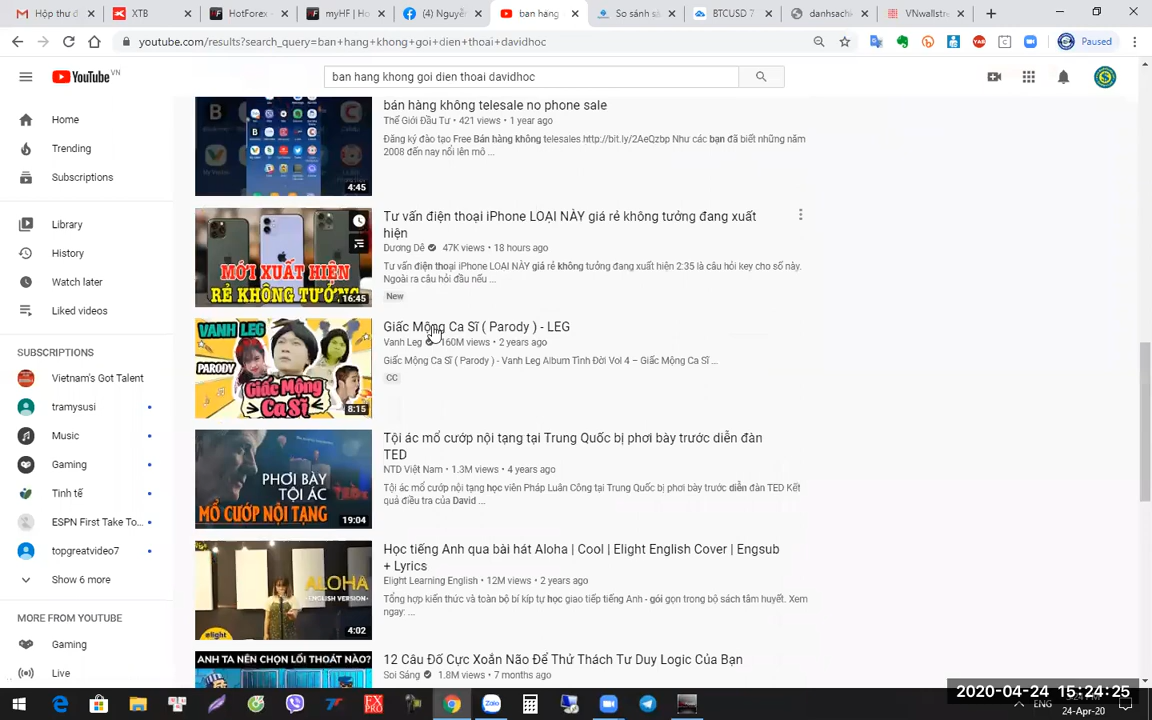 Hộp thư đ
XTB
HotForex -
myHF | Ho
(4) Nguyễ
ban hàng
So sánh sả
BTCUSD 7
danhsach
VNwallstre
youtube.com/results?search_query=ban+hang+khong+goi+dien+thoai+davidhoc
Paused
YouTube VN
ban hang khong goi dien thoai davidhoc
Home
Trending
Subscriptions
Library
History
Watch later
Liked videos
SUBSCRIPTIONS
Vietnam's Got Talent
tramysusi
Music
Gaming
Tinh tế
ESPN First Take To...
topgreatvideo7
Show 6 more
MORE FROM YOUTUBE
Gaming
Live
4:45
bán hàng không telesale no phone sale
Thế Giới Đầu Tư • 421 views • 1 year ago
Đăng ký đào tạo Free Bán hàng không telesales http://bit.ly/2AeQzbp Như các bạn đã biết những năm
2008 đến nay nổi lên mô ...
MỚI XUẤT HIỆN
RẺ KHÔNG TƯỞNG
16:45
Tư vấn điện thoại iPhone LOẠI NÀY giá rẻ không tưởng đang xuất
hiện
Dương Dê 47K views • 18 hours ago
Tư vấn điện thoại iPhone LOẠI NÀY giá rẻ không tưởng đang xuất hiện 2:35 là câu hỏi key cho số này.
Ngoài ra câu hỏi đầu nếu ...
New
VANH LEG
PARODY
Giấc Mộng
Ca Sĩ
8:15
Giấc Mộng Ca Sĩ ( Parody ) - LEG
Vanh Leg 160M views • 2 years ago
Giấc Mộng Ca Sĩ ( Parody ) - Vanh Leg Album Tình Đời Vol 4 – Giấc Mộng Ca Sĩ ...
CC
PHƠI BÀY
TỘI ÁC
MỔ CƯỚP NỘI TẠNG
19:04
Tội ác mổ cướp nội tạng tại Trung Quốc bị phơi bày trước diễn đàn
TED
NTD Việt Nam • 1.3M views • 4 years ago
Tội ác mổ cướp nội tạng học viên Pháp Luân Công tại Trung Quốc bị phơi bày trước diễn đàn TED Kết
quả điều tra của David ...
ALOHA
ENGLISH VERSION
elight
4:02
Học tiếng Anh qua bài hát Aloha | Cool | Elight English Cover | Engsub
+ Lyrics
Elight Learning English • 12M views • 2 years ago
Tổng hợp kiến thức và toàn bộ bí kíp tự học giao tiếp tiếng Anh - gói gọn trong bộ sách tâm huyết. Xem
ngay: ...
ANH TA NÊN CHỌN LỐI THOÁT NÀO?
12 Câu Đố Cực Xoắn Não Để Thử Thách Tư Duy Logic Của Bạn
Soi Sáng 1.8M views • 7 months ago
2020-04-24 15:24:25
ENG
24-Apr-20